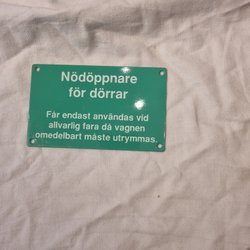 Nödöppnare
för dörrar
Får endast användas vid
allvarlig fara då vagnen
omedelbart måste utrymmas.